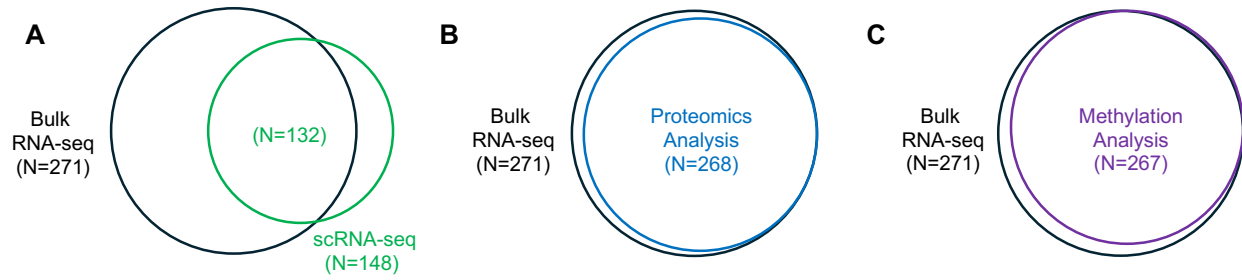 A
Bulk
RNA-seq
(N=271)
(N=132)
scRNA-seq
(N=148)
B
Bulk
RNA-seq
(N=271)
Proteomics
Analysis
(N=268)
C
Bulk
RNA-seq
(N=271)
Methylation
Analysis
(N=267)